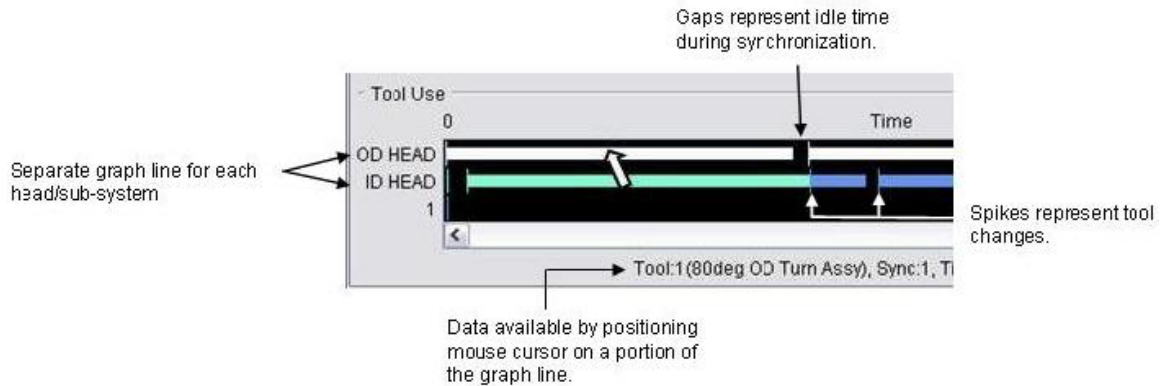 Gaps represent idle time
during synchronization.
Tool Use
0
Time
OD HEAD
ID HEAD
1
Separate graph line for each
head/sub-system
Spikes represent tool
changes.
Tool:1(80deg OD Turn Assy), Sync:1, Ti
Data available by positioning
mouse cursor on a portion of
the graph line.